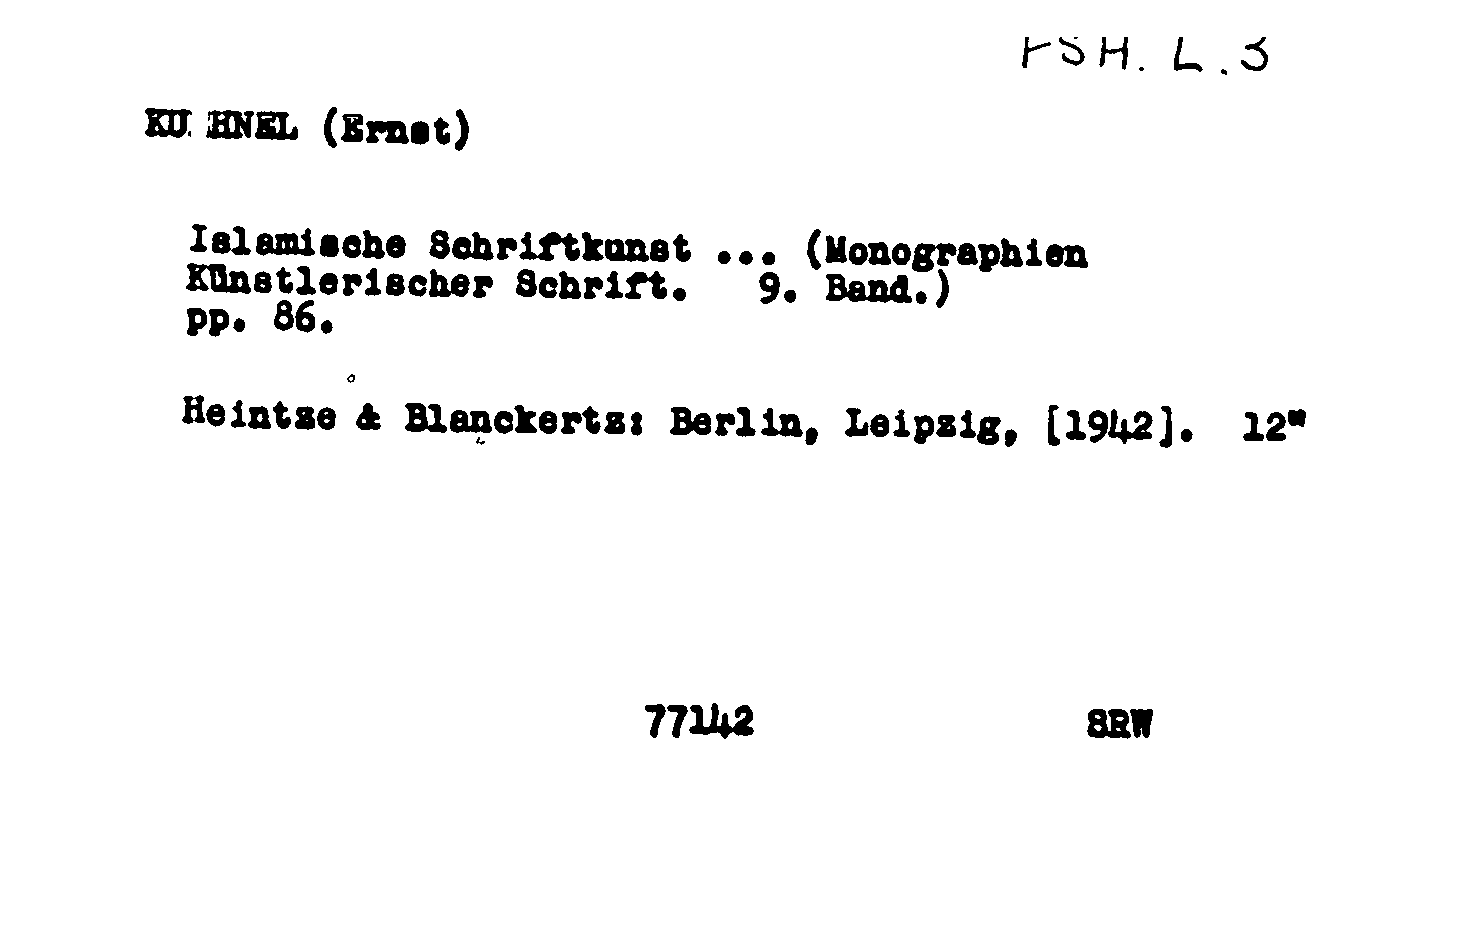 FSH. L.3
KU HNEL (Ernst)
Islamische Schriftkunst ... (Monographien
Künstlerischer Schrift. 9. Band.)
pp. 86.
Heintze & Blanckertz: Berlin, Leipzig, [1942]. 12"
77142 SRW